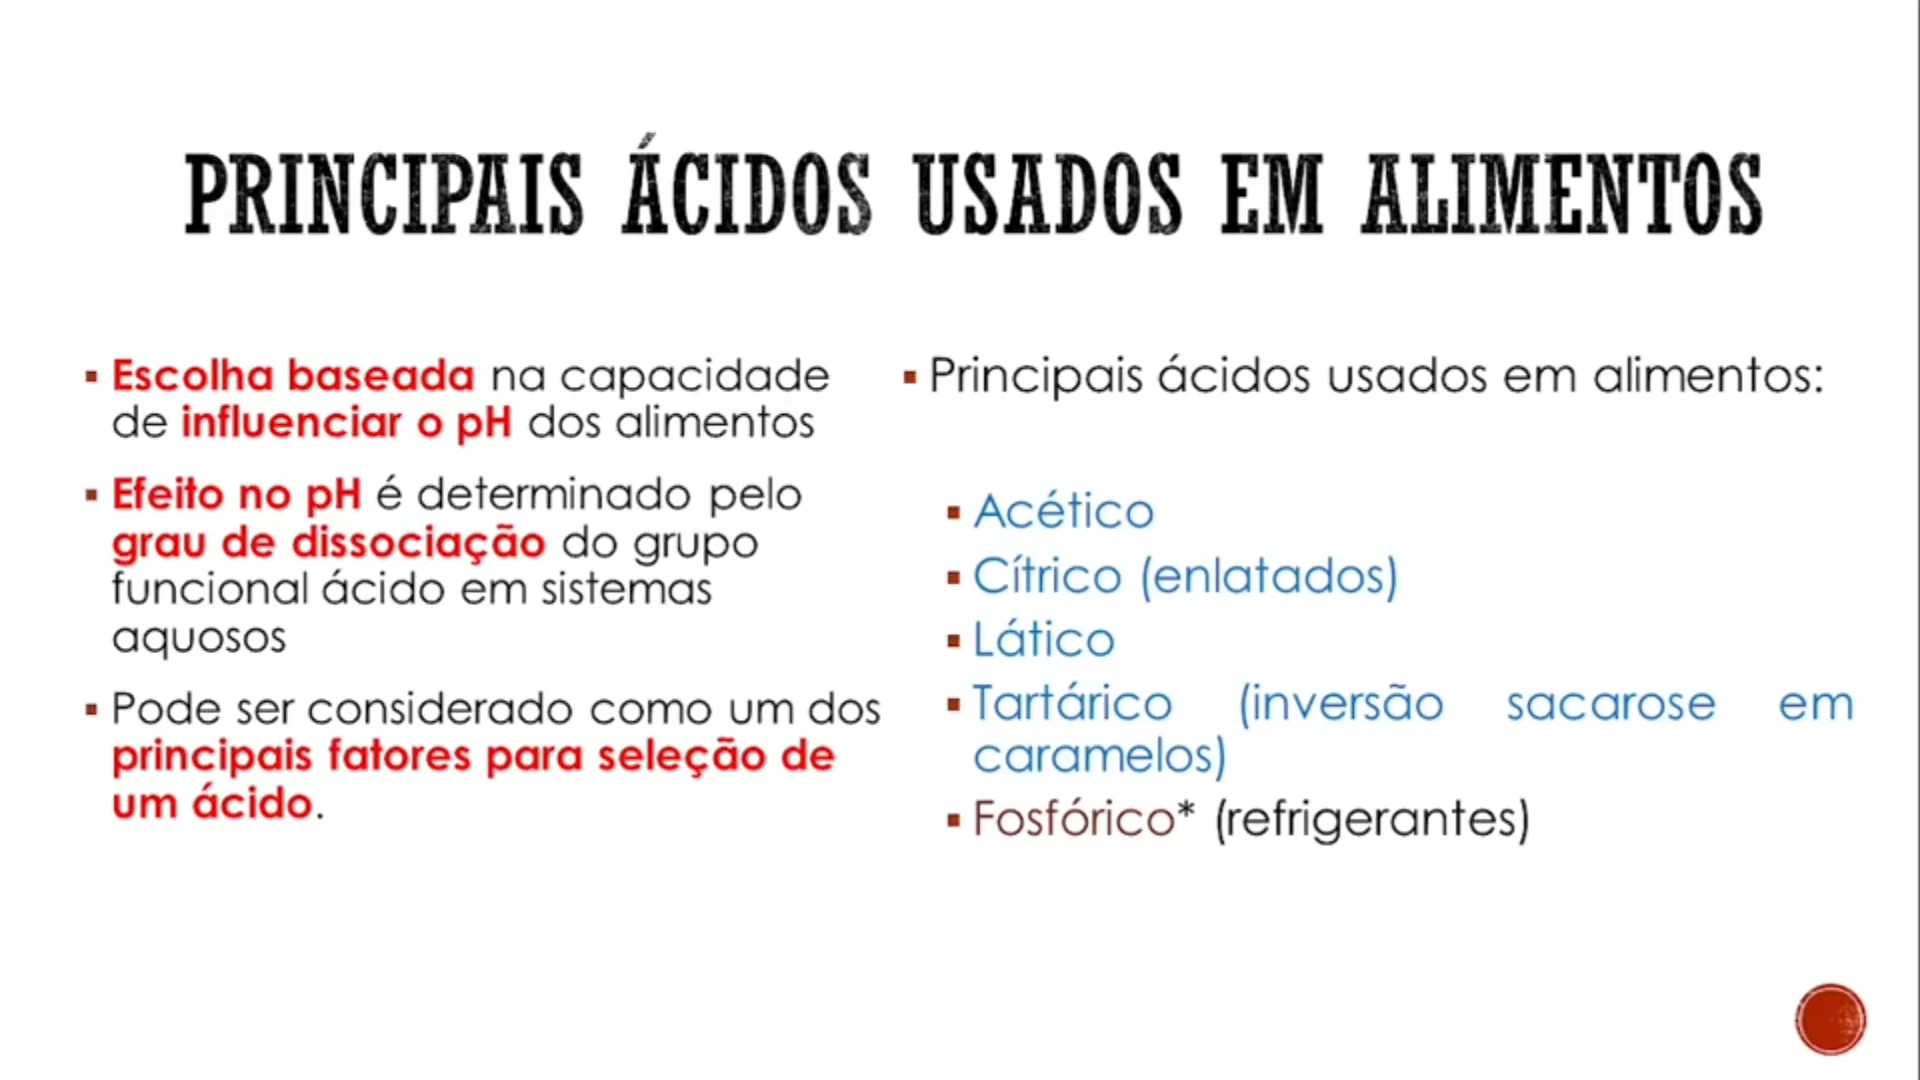 PRINCIPAIS ÁCIDOS USADOS EM ALIMENTOS
▪ Escolha baseada na capacidade
de influenciar o pH dos alimentos
▪ Efeito no pH é determinado pelo
grau de dissociação do grupo
funcional ácido em sistemas
aquosos
▪ Pode ser considerado como um dos
principais fatores para seleção de
um ácido.
▪ Principais ácidos usados em alimentos:
▪ Acético
▪ Cítrico (enlatados)
▪ Lático
▪ Tartárico (inversão sacarose em
caramelos)
▪ Fosfórico* (refrigerantes)